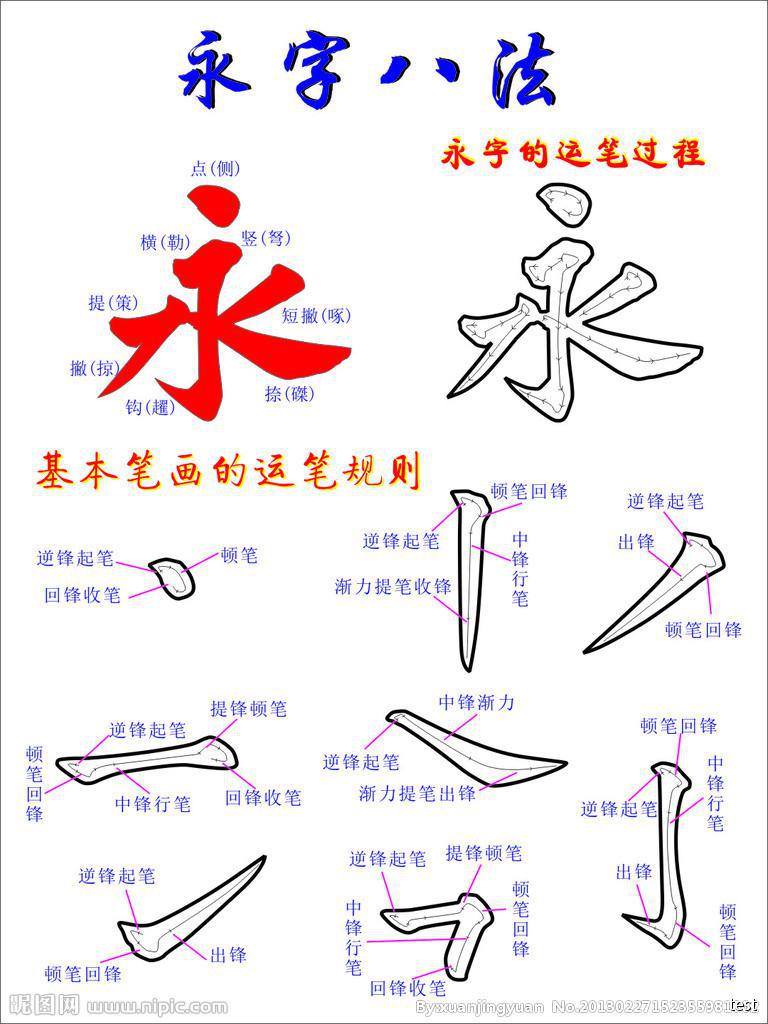 永字八法
永字的运笔过程
点(侧)
横(勒)
竖(弩)
提(策)
短撇(啄)
撇(掠)
捺(磔)
钩(趯)
基本笔画的运笔规则
逆锋起笔
顿笔
回锋收笔
顿笔回锋
逆锋起笔
中锋行笔
渐力提笔收锋
逆锋起笔
出锋
顿笔回锋
提锋顿笔
逆锋起笔
顿笔回锋
中锋行笔
回锋收笔
中锋渐力
逆锋起笔
渐力提笔出锋
顿笔回锋
中锋行笔
逆锋起笔
出锋
顿笔回锋
逆锋起笔
出锋
顿笔回锋
逆锋起笔
提锋顿笔
顿笔回锋
中锋行笔
回锋收笔
昵图网 www.nipic.com
By:xuanjingyuan
test